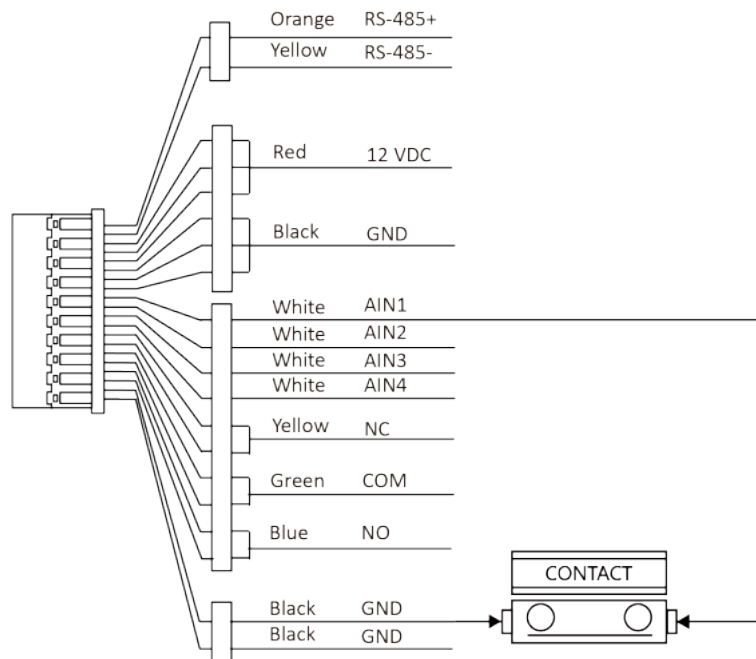 Orange RS-485+
Yellow RS-485-
Red 12 VDC
Black GND
White AIN1
White AIN2
White AIN3
White AIN4
Yellow NC
Green COM
Blue NO
CONTACT
Black GND
Black GND